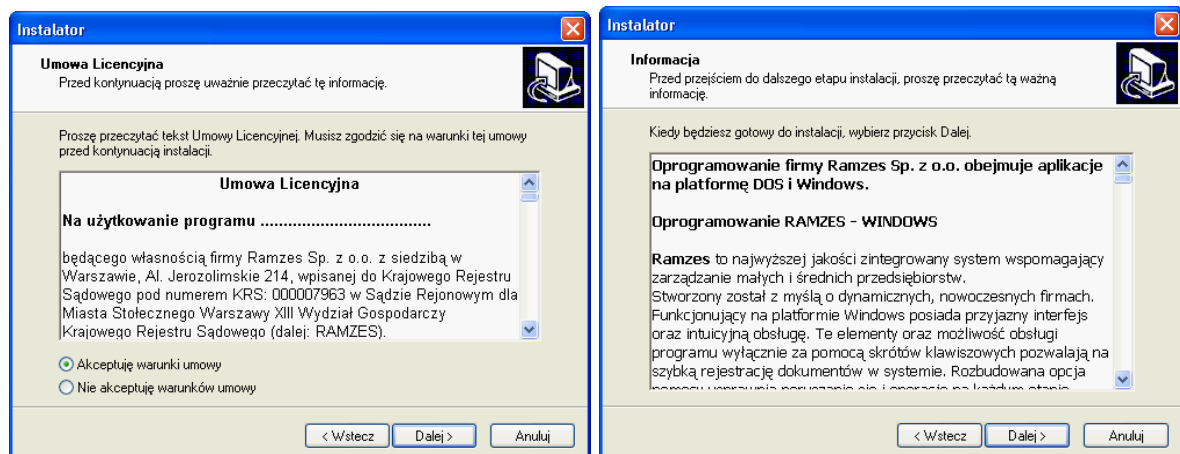 Instalator
Umowa Licencyjna
Przed kontynuacją proszę uważnie przeczytać tę informację.
Proszę przeczytać tekst Umowy Licencyjnej. Musisz zgodzić się na warunki tej umowy
przed kontynuacją instalacji.
Umowa Licencyjna
Na użytkowanie programu ....................................
będącego własnością firmy Ramzes Sp. z o.o. z siedzibą w
Warszawie, Al. Jerozolimskie 214, wpisanej do Krajowego Rejestru
Sądowego pod numerem KRS: 000007963 w Sądzie Rejonowym dla
Miasta Stołecznego Warszawy XIII Wydział Gospodarczy
Krajowego Rejestru Sądowego (dalej: RAMZES).
Akceptuję warunki umowy
Nie akceptuję warunków umowy
< Wstecz Dalej > Anuluj
Instalator
Informacja
Przed przejściem do dalszego etapu instalacji, proszę przeczytać tą ważną
informację.
Kiedy będziesz gotowy do instalacji, wybierz przycisk Dalej.
Oprogramowanie firmy Ramzes Sp. z o.o. obejmuje aplikacje
na platformę DOS i Windows.
Oprogramowanie RAMZES - WINDOWS
Ramzes to najwyższej jakości zintegrowany system wspomagający
zarządzanie małych i średnich przedsiębiorstw.
Stworzony został z myślą o dynamicznych, nowoczesnych firmach.
Funkcjonujący na platformie Windows posiada przyjazny interfejs
oraz intuicyjną obsługę. Te elementy oraz możliwość obsługi
programu wyłącznie za pomocą skrótów klawiszowych pozwalają na
szybką rejestrację dokumentów w systemie. Rozbudowana opcja
pomocy usprawnia poruszanie się i operacje na każdym etapie
< Wstecz Dalej > Anuluj